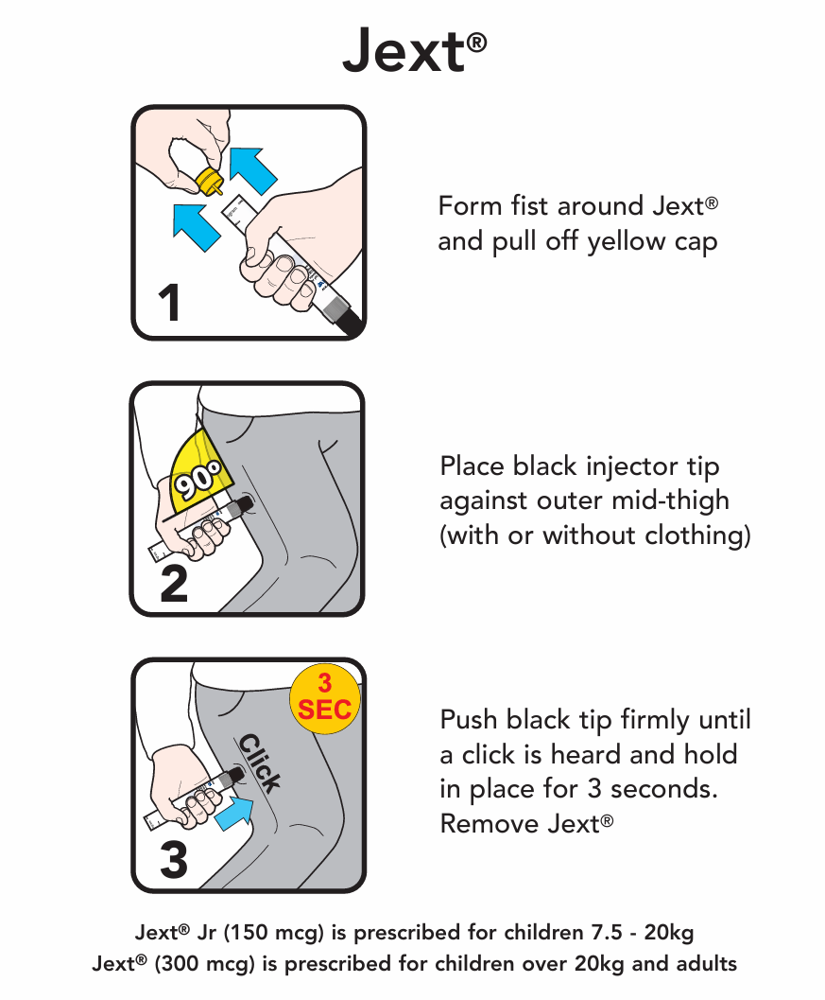 Jext®
1
Form fist around Jext®
and pull off yellow cap
90°
2
Place black injector tip
against outer mid-thigh
(with or without clothing)
3
SEC
Click
3
Push black tip firmly until
a click is heard and hold
in place for 3 seconds.
Remove Jext®
Jext® Jr (150 mcg) is prescribed for children 7.5 - 20kg
Jext® (300 mcg) is prescribed for children over 20kg and adults